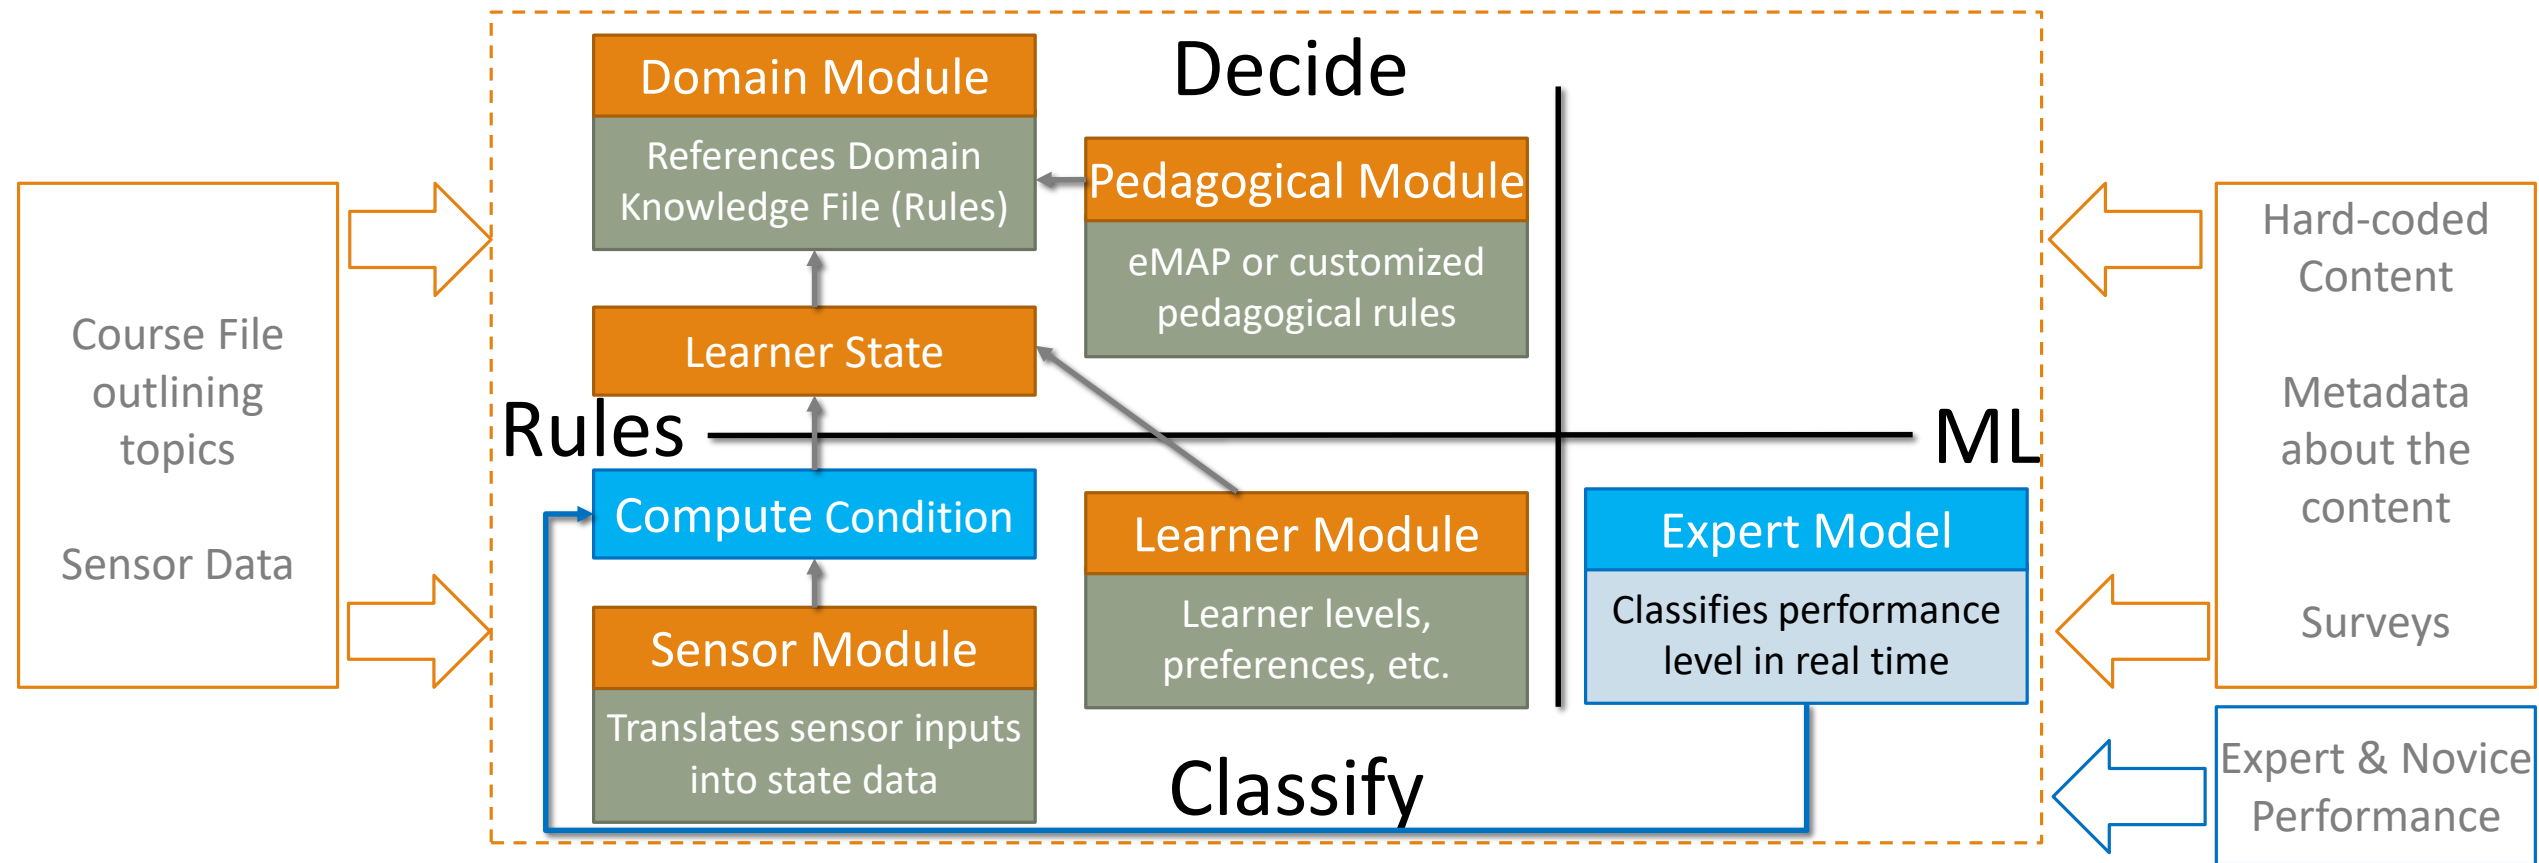 Course File
outlining
topics
Sensor Data
Domain Module
References Domain
Knowledge File (Rules)
Decide
Pedagogical Module
eMAP or customized
pedagogical rules
Learner State
Rules
ML
Compute Condition
Sensor Module
Translates sensor inputs
into state data
Learner Module
Learner levels,
preferences, etc.
Expert Model
Classifies performance
level in real time
Classify
Hard-coded
Content
Metadata
about the
content
Surveys
Expert & Novice
Performance